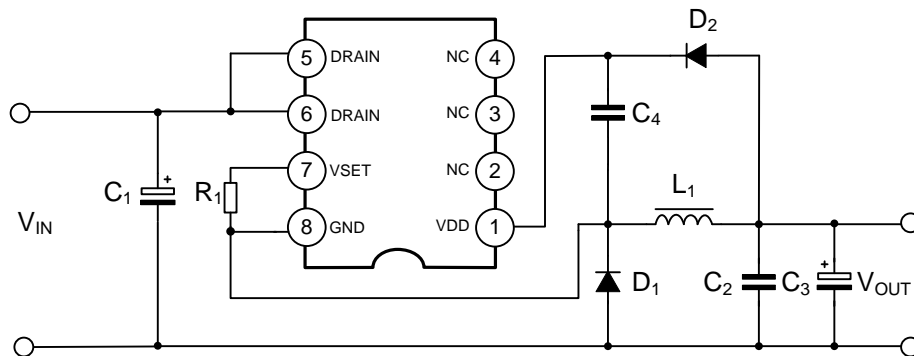 D2
5 DRAIN NC 4
6 DRAIN NC 3
C4
7 VSET NC 2
C1 + R1
L1
8 GND VDD 1
VIN
D1 C2 C3 + VOUT